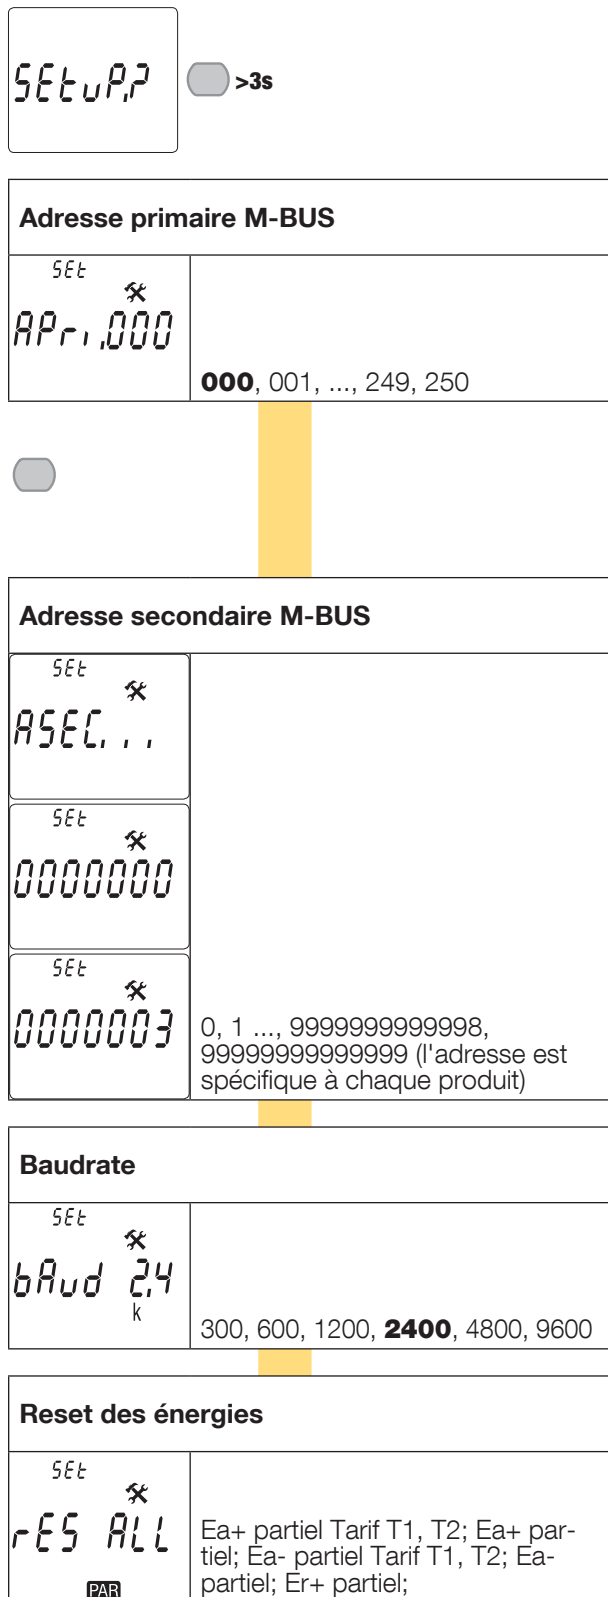 SEtuP.?
>3s
Adresse primaire M-BUS
SEt
APri.000
000, 001, ..., 249, 250
Adresse secondaire M-BUS
SEt
ASEC. . .
SEt
0000000
SEt
0000003
0, 1 ..., 9999999999998,
99999999999999 (l'adresse est
spécifique à chaque produit)
Baudrate
SEt
bAud 2.4
k
300, 600, 1200, 2400, 4800, 9600
Reset des énergies
SEt
rES ALL
PAR
Ea+ partiel Tarif T1, T2; Ea+ par-
tiel; Ea- partiel Tarif T1, T2; Ea-
partiel; Er+ partiel;